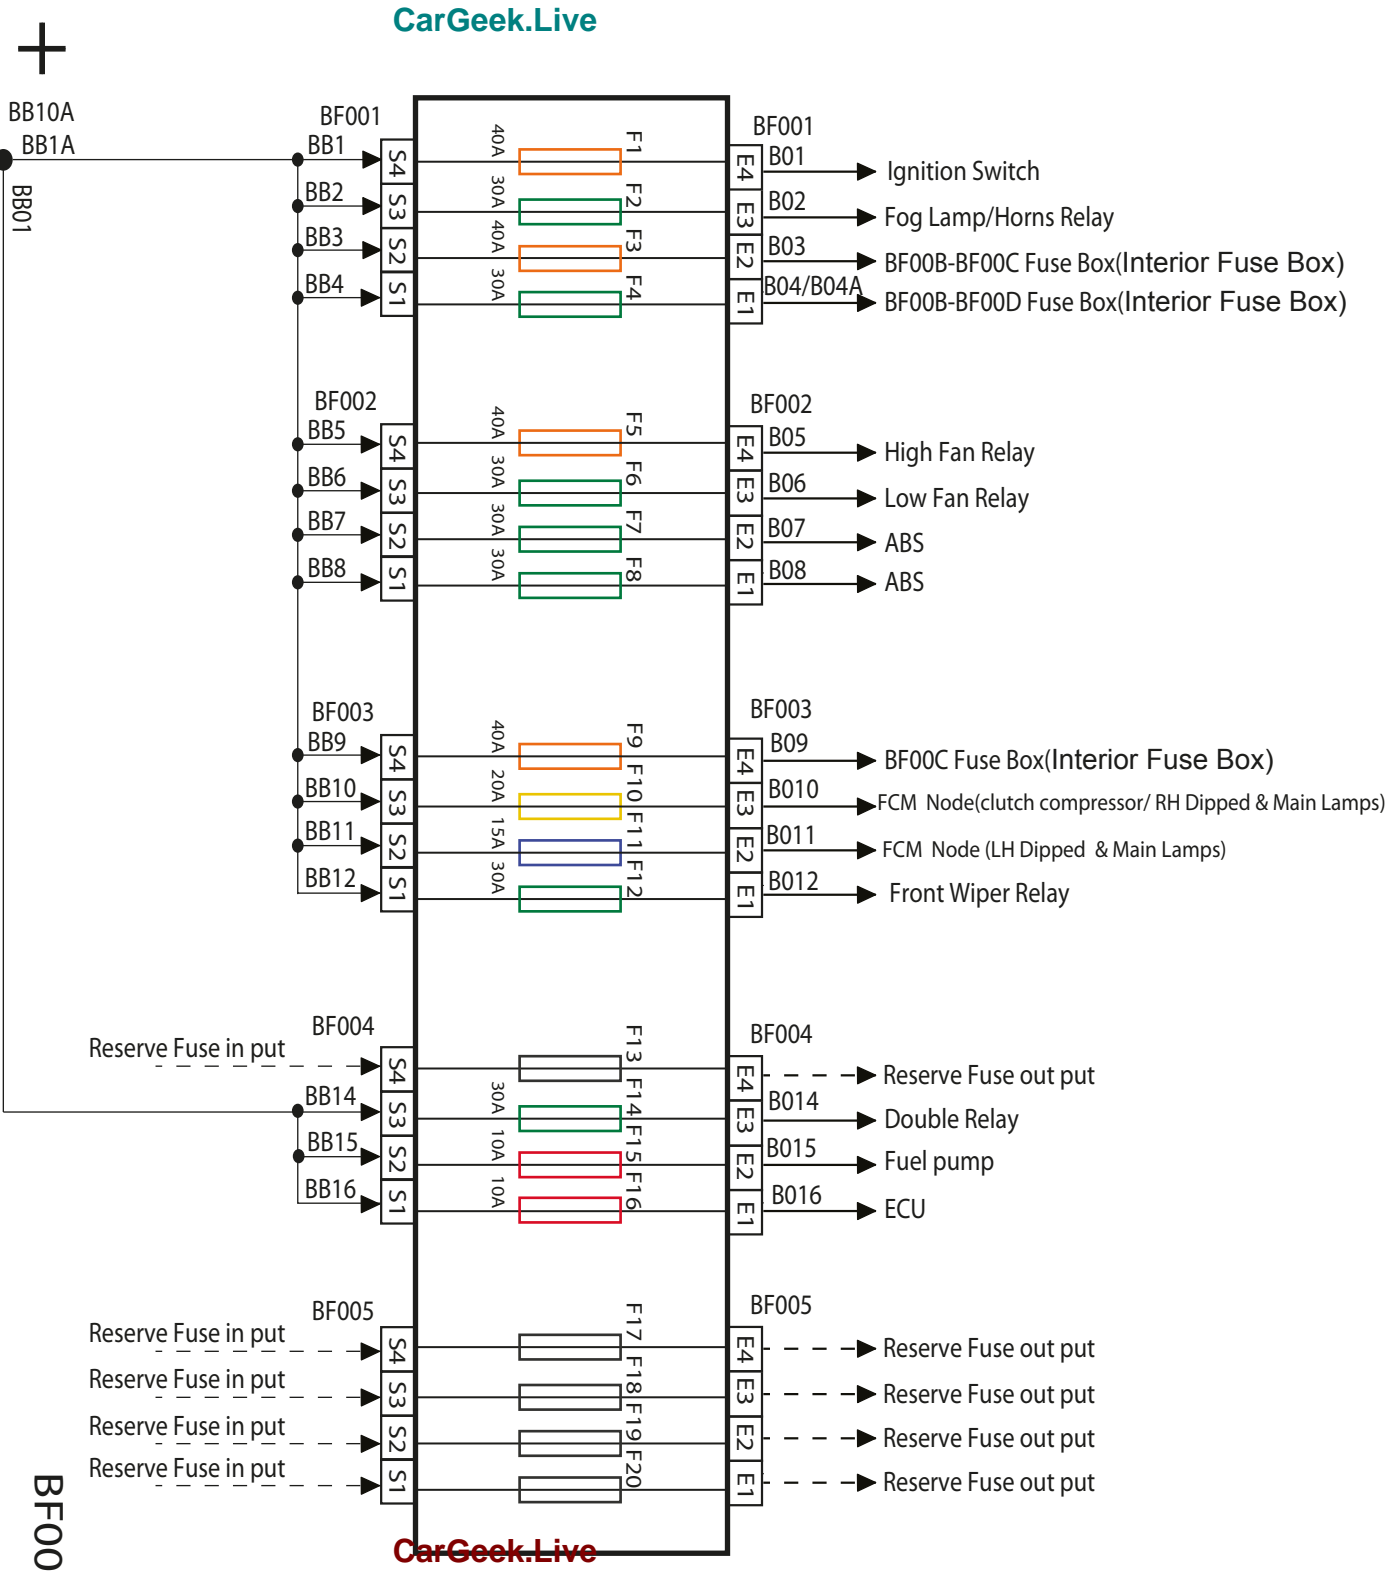 CarGeek.Live
BB10A
BB1A
BB01
BF001
BF001
BB1
S4
40A
F1
E4
B01
Ignition Switch
BB2
S3
30A
F2
E3
B02
Fog Lamp/Horns Relay
BB3
S2
40A
F3
E2
B03
BF00B-BF00C Fuse Box(Interior Fuse Box)
BB4
S1
30A
F4
E1
B04/B04A
BF00B-BF00D Fuse Box(Interior Fuse Box)
BF002
BF002
BB5
S4
40A
F5
E4
B05
High Fan Relay
BB6
S3
30A
F6
E3
B06
Low Fan Relay
BB7
S2
30A
F7
E2
B07
ABS
BB8
S1
30A
F8
E1
B08
ABS
BF003
BF003
BB9
S4
40A
F9
E4
B09
BF00C Fuse Box(Interior Fuse Box)
BB10
S3
20A
F10
E3
B010
FCM Node(clutch compressor/ RH Dipped & Main Lamps)
BB11
S2
15A
F11
E2
B011
FCM Node (LH Dipped & Main Lamps)
BB12
S1
30A
F12
E1
B012
Front Wiper Relay
BF004
BF004
Reserve Fuse in put
S4
F13
E4
Reserve Fuse out put
BB14
S3
30A
F14
E3
B014
Double Relay
BB15
S2
10A
F15
E2
B015
Fuel pump
BB16
S1
10A
F16
E1
B016
ECU
BF005
BF005
Reserve Fuse in put
S4
F17
E4
Reserve Fuse out put
Reserve Fuse in put
S3
F18
E3
Reserve Fuse out put
Reserve Fuse in put
S2
F19
E2
Reserve Fuse out put
Reserve Fuse in put
S1
F20
E1
Reserve Fuse out put
BF00
CarGeek.Live